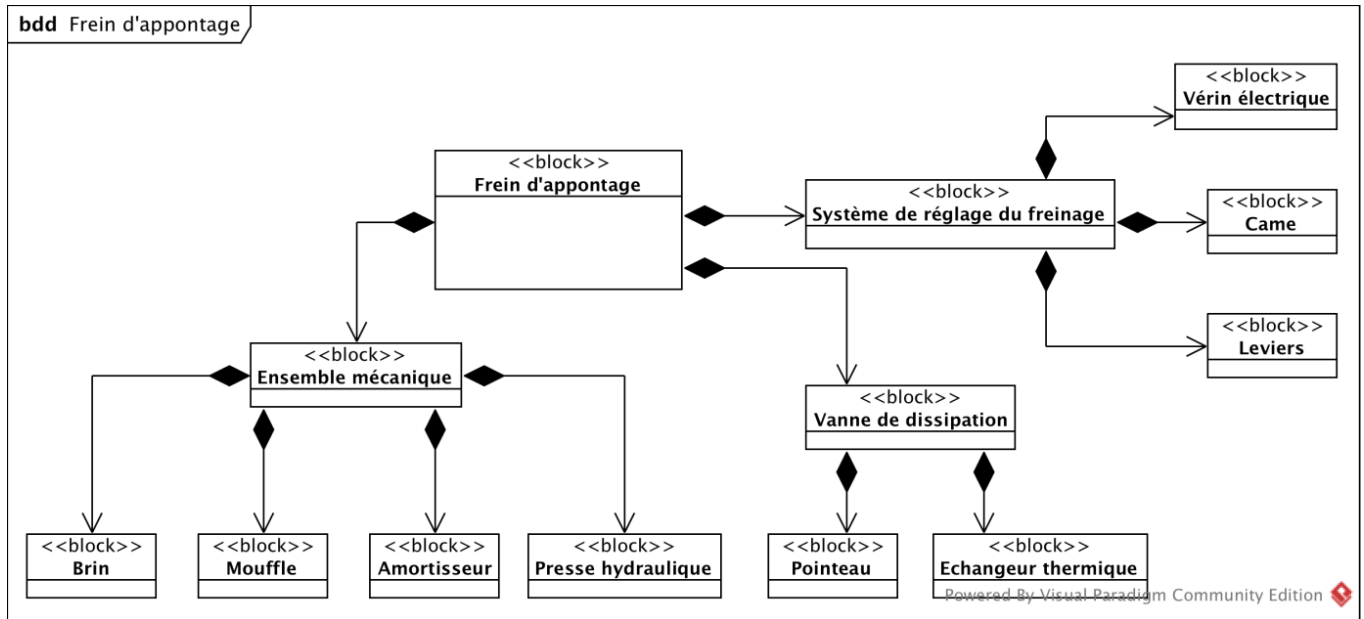 bdd Frein d'appontage
<<block>>
Vérin électrique
<<block>>
Frein d'appontage
<<block>>
Système de réglage du freinage
<<block>>
Came
<<block>>
Leviers
<<block>>
Ensemble mécanique
<<block>>
Vanne de dissipation
<<block>>
Brin
<<block>>
Mouffle
<<block>>
Amortisseur
<<block>>
Presse hydraulique
<<block>>
Pointeau
<<block>>
Echangeur thermique
Powered By Visual Paradigm Community Edition